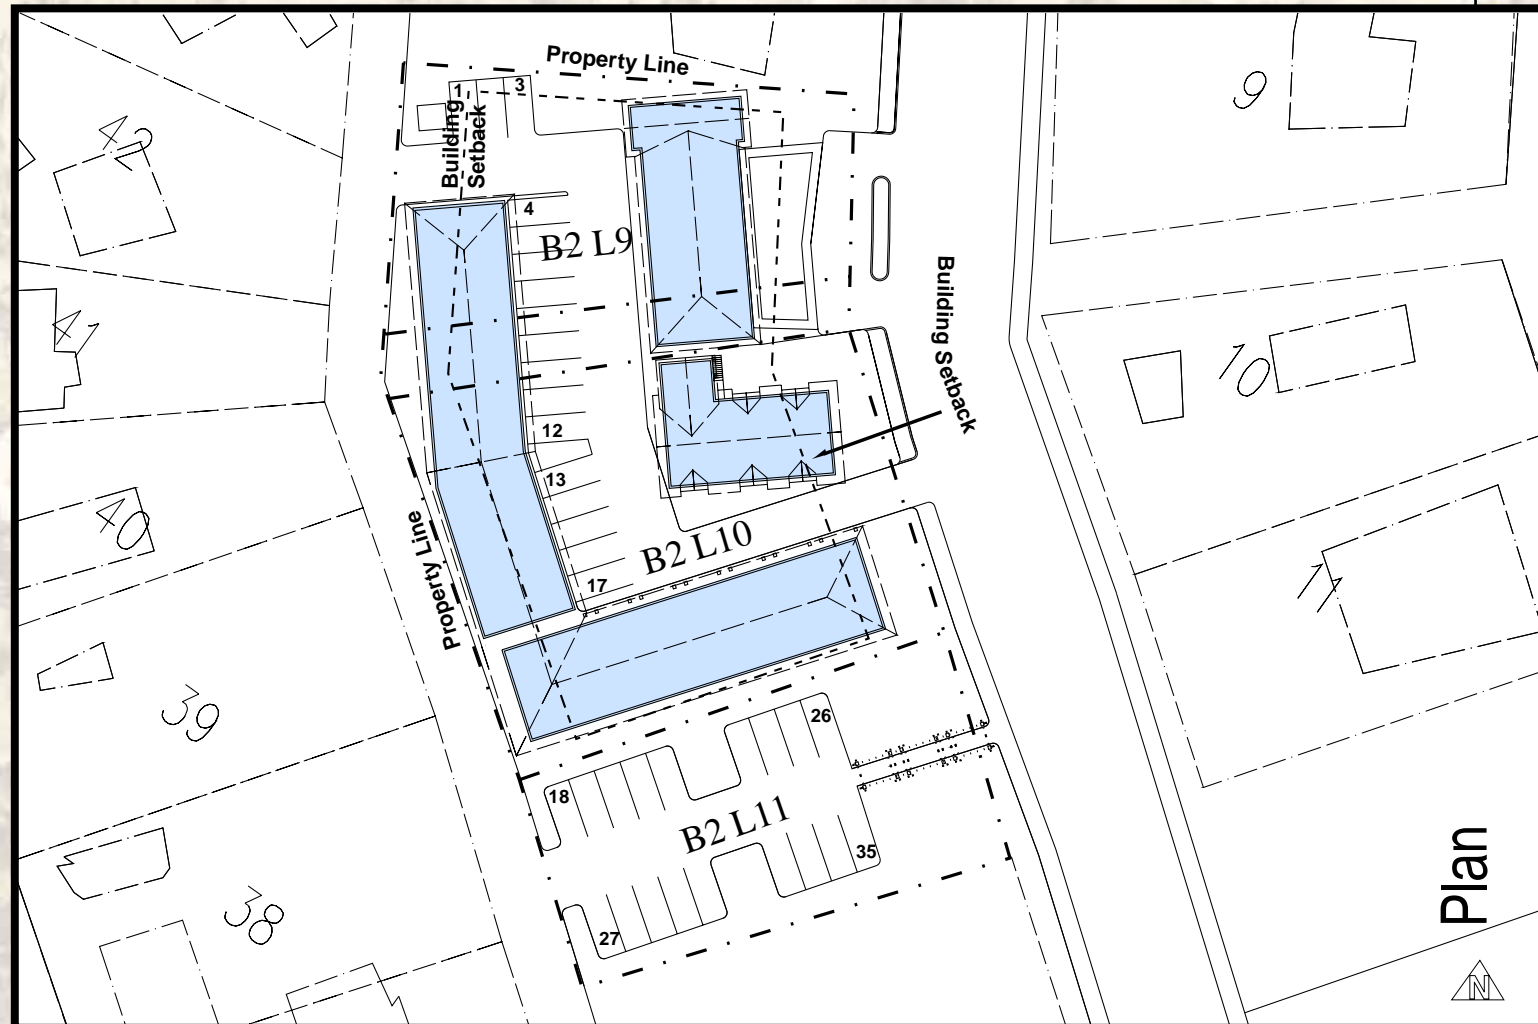 Property Line
1
3
Building
Setback
4
B2 L9
42
9
41
Building Setback
10
12
13
40
Property Line
B2 L10
17
11
39
26
18
B2 L11
35
38
27
Plan
N